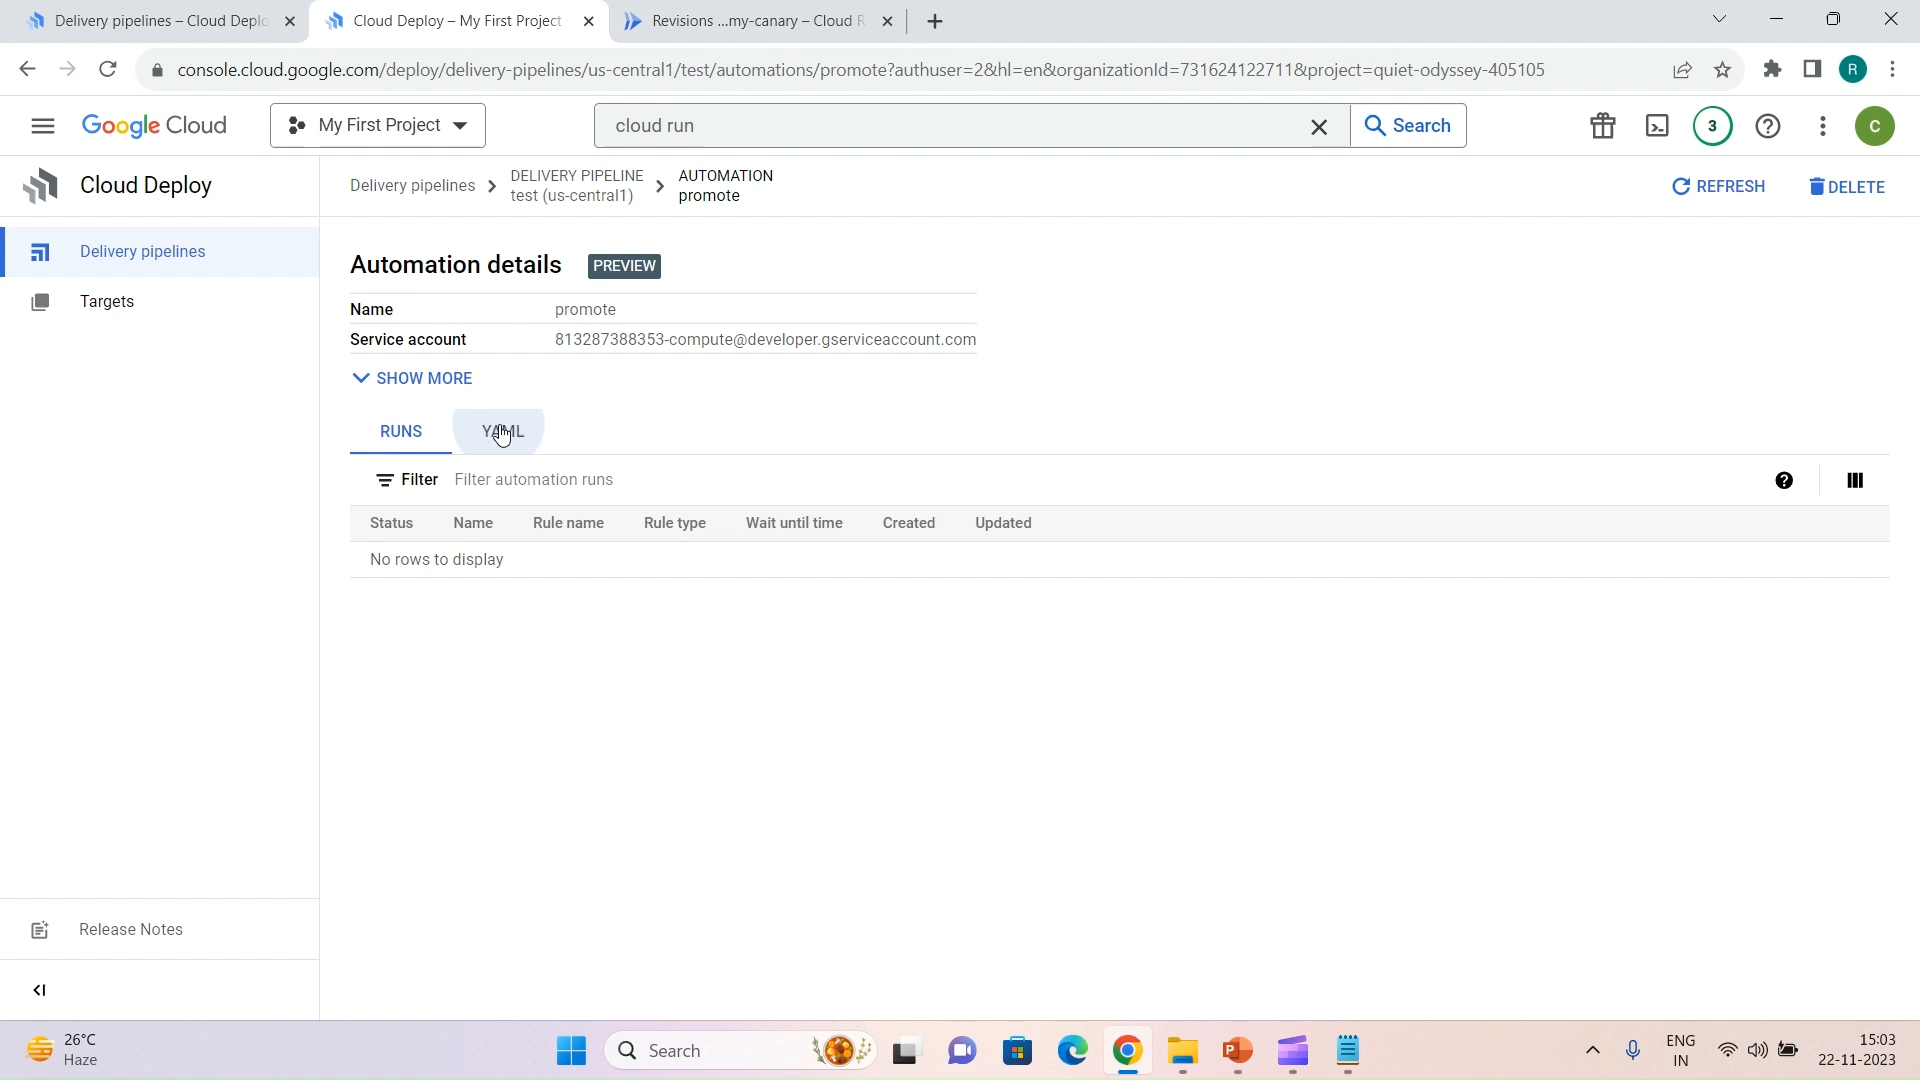 Delivery pipelines – Cloud Deplo
Cloud Deploy – My First Project
Revisions ...my-canary – Cloud R
console.cloud.google.com/deploy/delivery-pipelines/us-central1/test/automations/promote?authuser=2&hl=en&organizationId=731624122711&project=quiet-odyssey-405105
R
Google Cloud
My First Project
cloud run
Search
3
C
Cloud Deploy
Delivery pipelines
DELIVERY PIPELINE
test (us-central1)
AUTOMATION
promote
REFRESH
DELETE
Delivery pipelines
Targets
Automation details
PREVIEW
Name promote
Service account 813287388353-compute@developer.gserviceaccount.com
SHOW MORE
RUNS YAML
Filter Filter automation runs
Status Name Rule name Rule type Wait until time Created Updated
No rows to display
Release Notes
26°C
Haze
Search
ENG
IN
15:03
22-11-2023